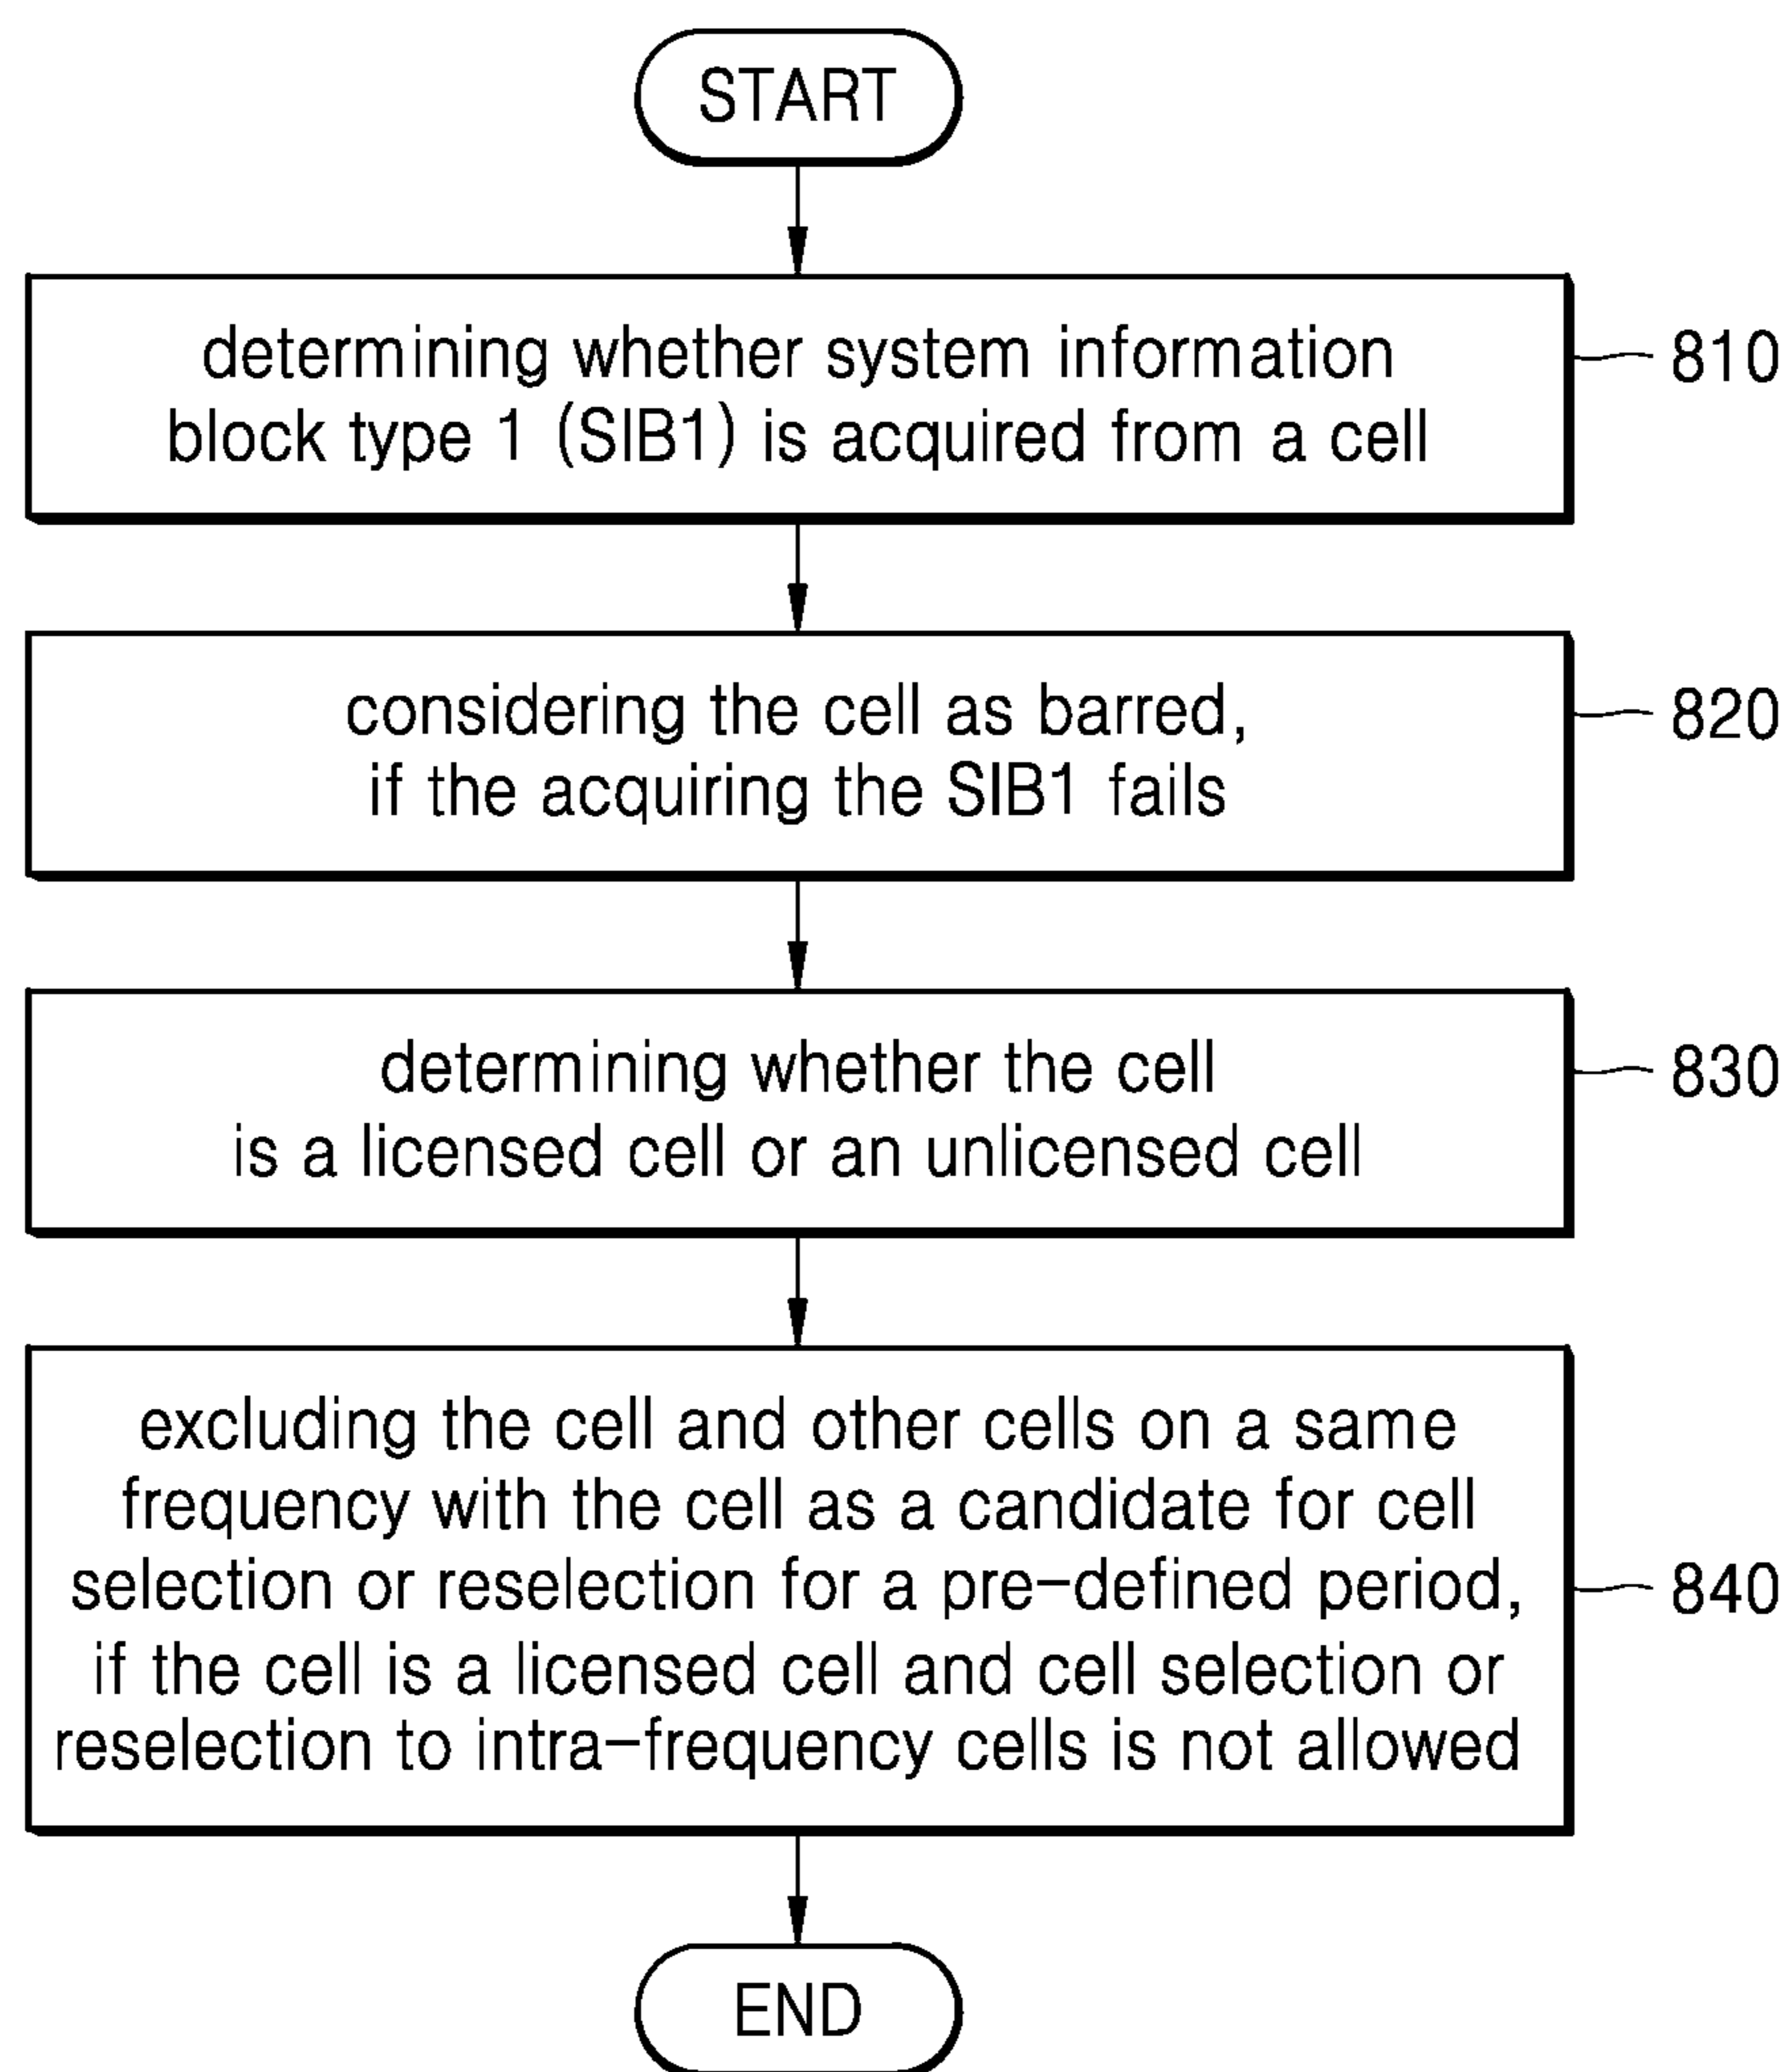 START
determining whether system information
block type 1 (SIB1) is acquired from a cell
810
considering the cell as barred,
if the acquiring the SIB1 fails
820
determining whether the cell
is a licensed cell or an unlicensed cell
830
excluding the cell and other cells on a same
frequency with the cell as a candidate for cell
selection or reselection for a pre-defined period,
if the cell is a licensed cell and cell selection or
reselection to intra-frequency cells is not allowed
840
END